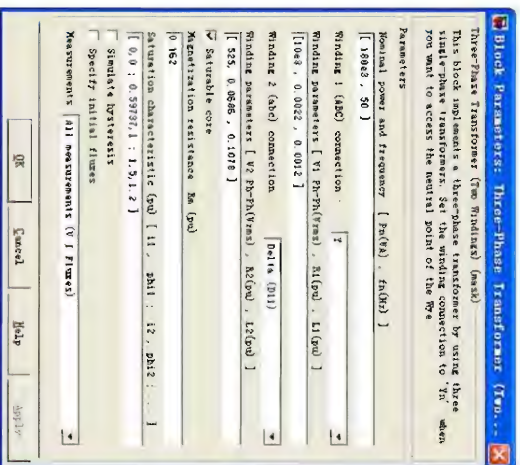 Block Parameters: Three-Phase Transformer (Two...
Three-Phase Transformer (Two Windings) (mask)
This block implements a three-phase transformer by using three
single-phase transformers. Set the winding connection to 'Yn' when
you want to access the neutral point of the Wye
Parameters
Nominal power and frequency [ Pn(VA) , fn(Hz) ]
[ 180e3 , 50 ]
Winding 1 (ABC) connection : Y
Winding parameters [ V1 Ph-Ph(Vrms) , R1(pu) , L1(pu) ]
[10e3 , 0.0022 , 0.0012 ]
Winding 2 (abc) connection Delta (D11)
Winding parameters [ V2 Ph-Ph(Vrms) , R2(pu) , L2(pu) ]
[ 525, 0.0686 , 0.1078 ]
Saturable core
Magnetization resistance Rm (pu)
0.162
Saturation characteristic (pu) [ i1 , phi1 ; i2 , phi2 ; ... ]
[ 0,0 ; 0.59737,1 ; 1.5,1.2 ]
Simulate hysteresis
Specify initial fluxes
Measurements All measurements (V I Fluxes)
OK Cancel Help Apply